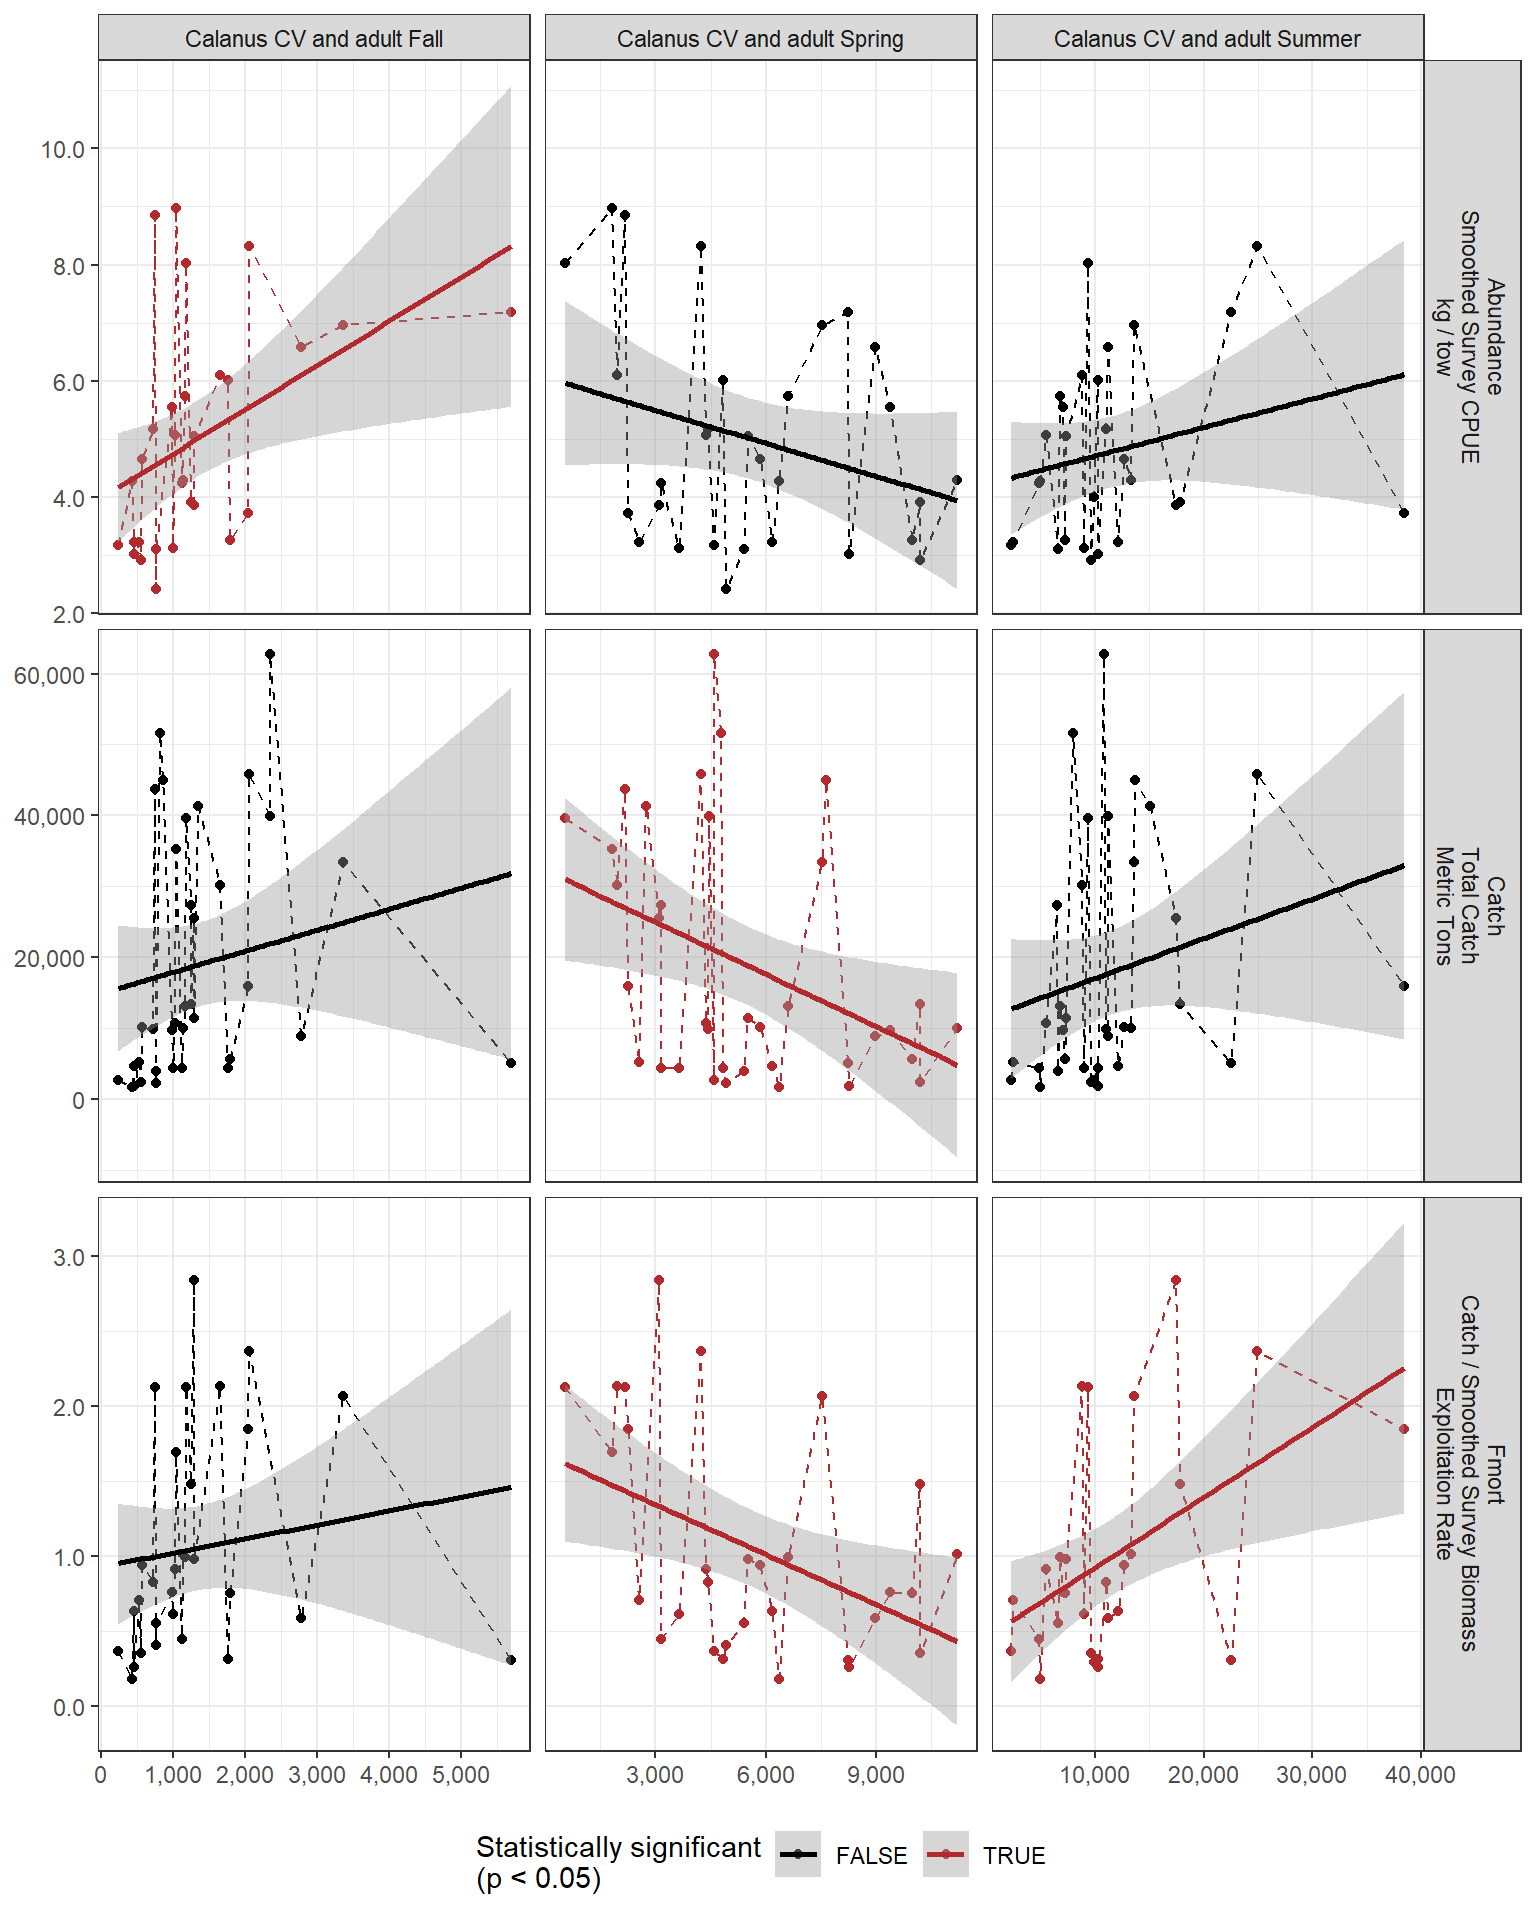 Calanus CV and adult Fall
Calanus CV and adult Spring
Calanus CV and adult Summer
10.0
8.0
6.0
4.0
2.0
Abundance
Smoothed Survey CPUE
kg / tow
60,000
40,000
20,000
0
Catch
Total Catch
Metric Tons
3.0
2.0
1.0
0.0
Fmort
Catch / Smoothed Survey Biomass
Exploitation Rate
0 1,000 2,000 3,000 4,000 5,000
3,000 6,000 9,000
10,000 20,000 30,000 40,000
Statistically significant
(p < 0.05)
FALSE
TRUE